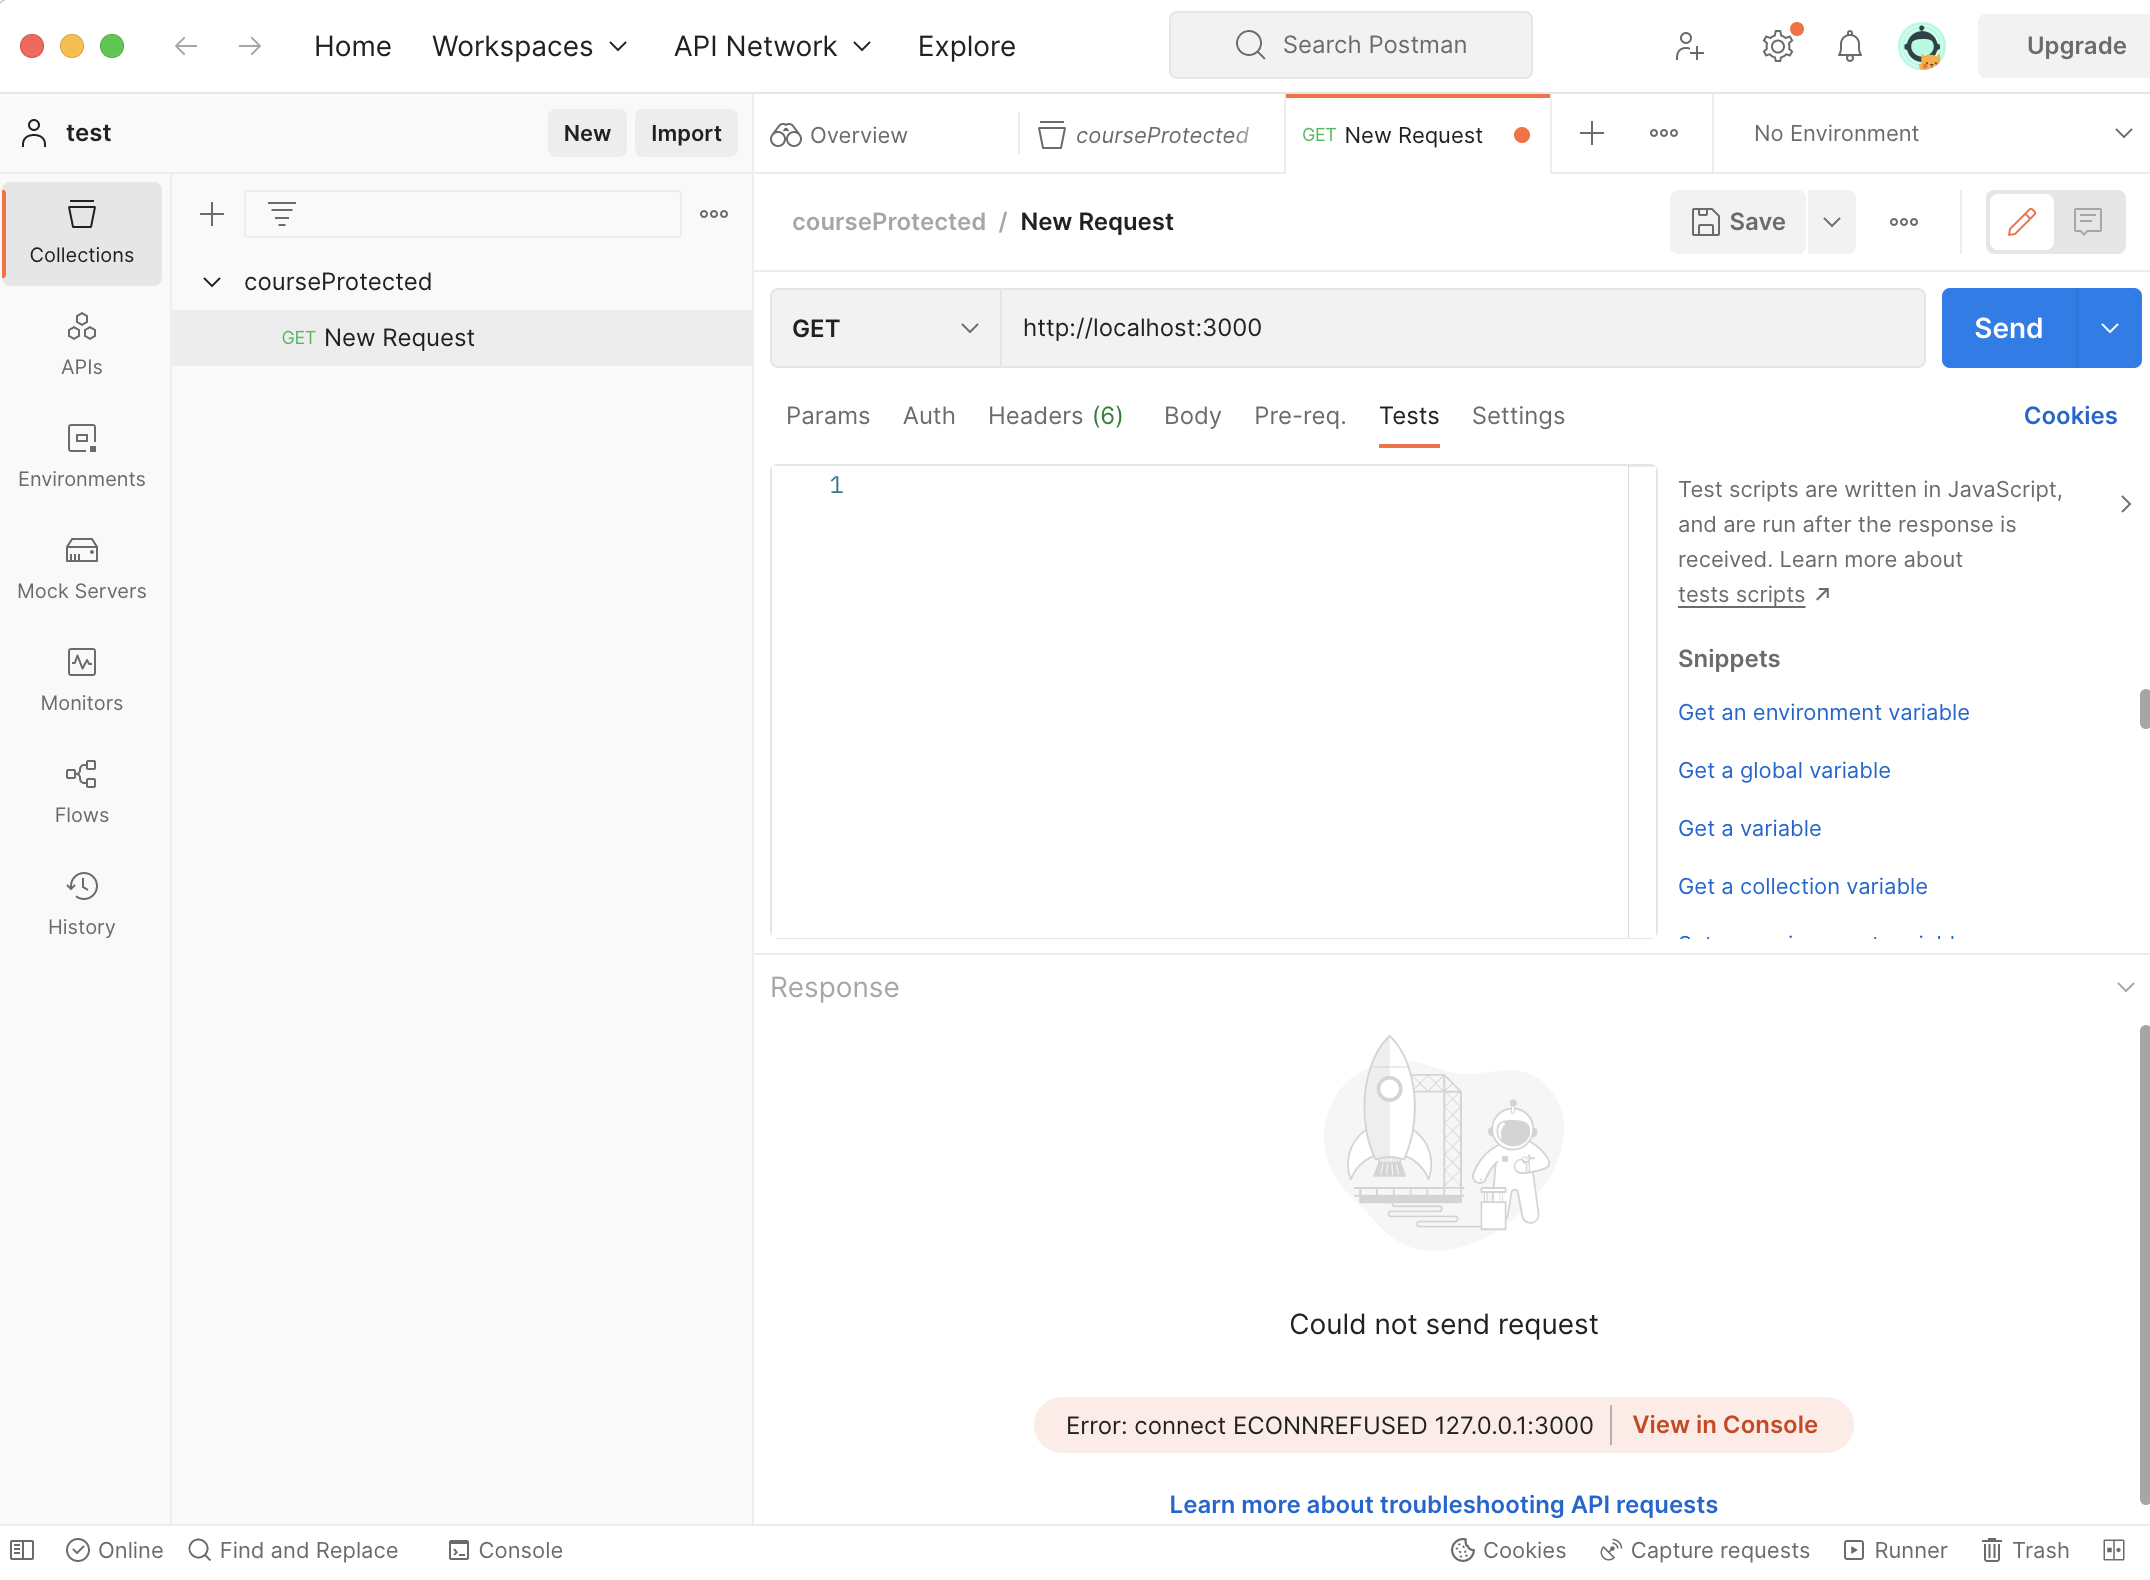 Home Workspaces API Network Explore Search Postman Upgrade
test New Import
Overview courseProtected GET New Request No Environment
Collections
APIs
Environments
Mock Servers
Monitors
Flows
History
courseProtected
GET New Request
courseProtected / New Request Save
GET http://localhost:3000 Send
Params Auth Headers (6) Body Pre-req. Tests Settings Cookies
1
Test scripts are written in JavaScript,
and are run after the response is
received. Learn more about
tests scripts
Snippets
Get an environment variable
Get a global variable
Get a variable
Get a collection variable
Response
Could not send request
Error: connect ECONNREFUSED 127.0.0.1:3000 View in Console
Learn more about troubleshooting API requests
Online Find and Replace Console Cookies Capture requests Runner Trash